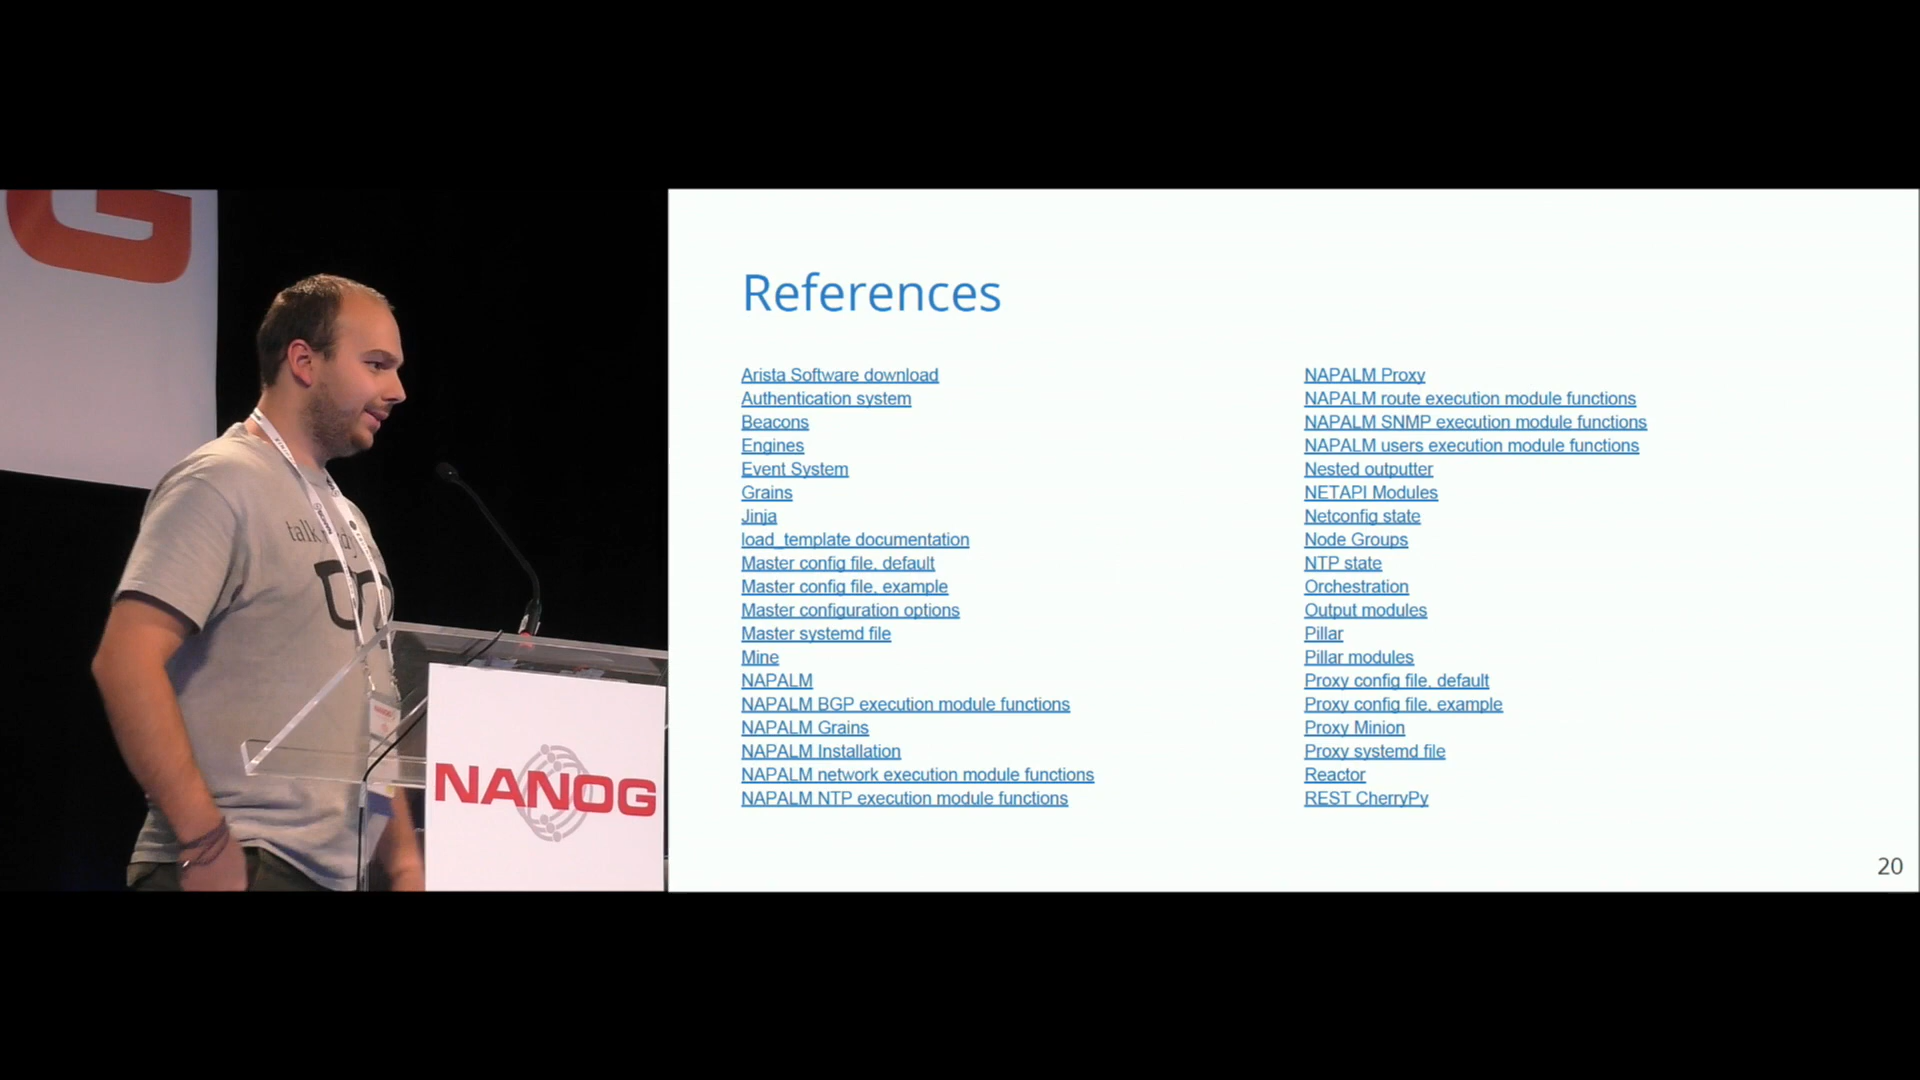 G
talk
NANOG
References
Arista Software download
Authentication system
Beacons
Engines
Event System
Grains
Jinja
load_template documentation
Master config file, default
Master config file, example
Master configuration options
Master systemd file
Mine
NAPALM
NAPALM BGP execution module functions
NAPALM Grains
NAPALM Installation
NAPALM network execution module functions
NAPALM NTP execution module functions
NAPALM Proxy
NAPALM route execution module functions
NAPALM SNMP execution module functions
NAPALM users execution module functions
Nested outputter
NETAPI Modules
Netconfig state
Node Groups
NTP state
Orchestration
Output modules
Pillar
Pillar modules
Proxy config file, default
Proxy config file, example
Proxy Minion
Proxy systemd file
Reactor
REST CherryPy
20